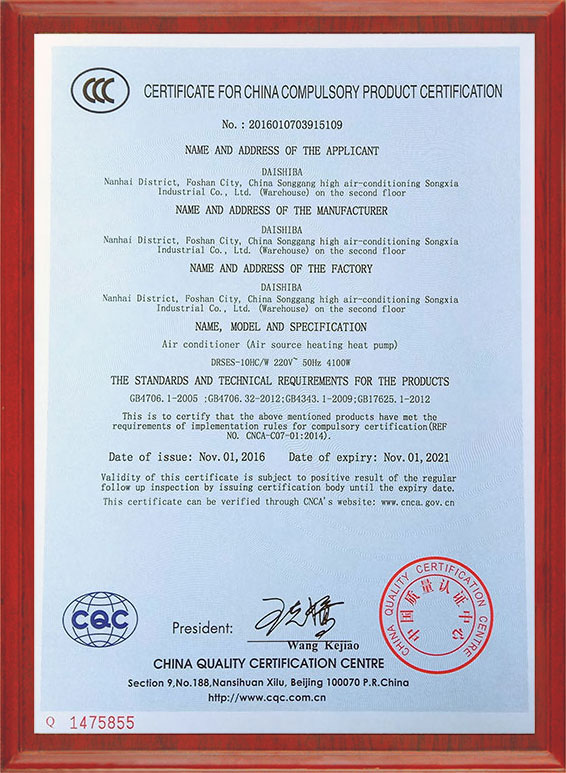 CCC CERTIFICATE FOR CHINA COMPULSORY PRODUCT CERTIFICATION
No. : 2016010703915109
NAME AND ADDRESS OF THE APPLICANT
DAISHIBA
Nanhai District, Foshan City, China Songgang high air-conditioning Songxia
Industrial Co., Ltd. (Warehouse) on the second floor
NAME AND ADDRESS OF THE MANUFACTURER
DAISHIBA
Nanhai District, Foshan City, China Songgang high air-conditioning Songxia
Industrial Co., Ltd. (Warehouse) on the second floor
NAME AND ADDRESS OF THE FACTORY
DAISHIBA
Nanhai District, Foshan City, China Songgang high air-conditioning Songxia
Industrial Co., Ltd. (Warehouse) on the second floor
NAME, MODEL AND SPECIFICATION
Air conditioner (Air source heating heat pump)
DRSES-10HC/W 220V~ 50Hz 4100W
THE STANDARDS AND TECHNICAL REQUIREMENTS FOR THE PRODUCTS
GB4706.1-2005 ;GB4706.32-2012;GB4343.1-2009;GB17625.1-2012
This is to certify that the above mentioned products have met the
requirements of implementation rules for compulsory certification(REF
NO. CNCA-C07-01:2014).
Date of issue: Nov. 01, 2016 Date of expiry: Nov. 01, 2021
Validity of this certificate is subject to positive result of the regular
follow up inspection by issuing certification body until the expiry date.
This certificate can be verified through CNCA's website: www.cnca.gov.cn
CHINA QUALITY CERTIFICATION CENTRE
中国质量认证中心
CQC
President:
Wang Kejiao
CHINA QUALITY CERTIFICATION CENTRE
Section 9,No.188,Nansihuan Xilu, Beijing 100070 P.R.China
http://www.cqc.com.cn
Q 1475855